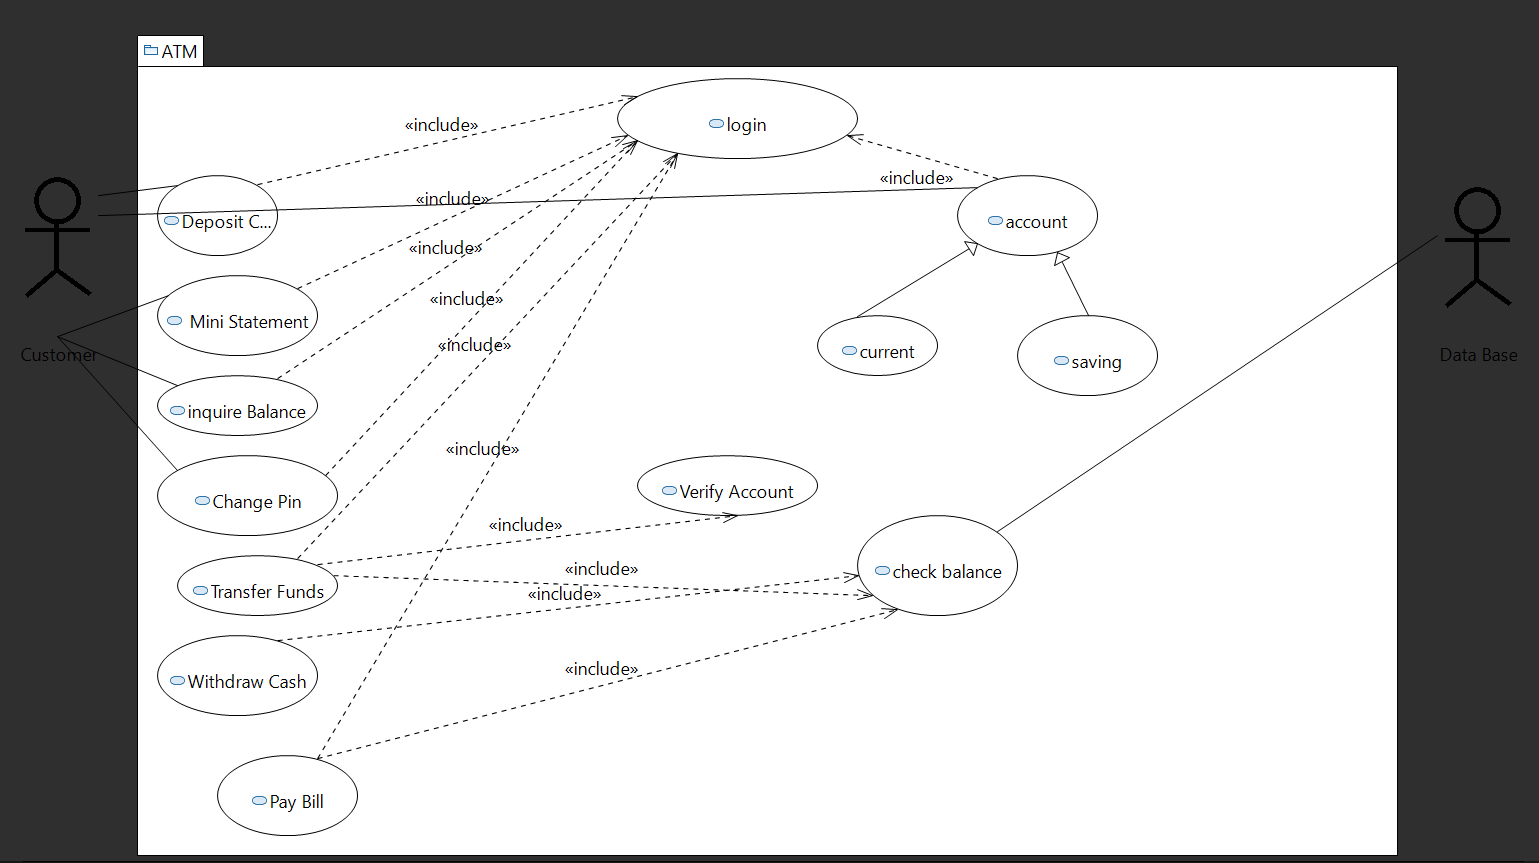 ATM
«include»
login
«include»
«include»
Deposit C...
account
«include»
«include»
Mini Statement
«include»
Customer
current
saving
Data Base
inquire Balance
«include»
Change Pin
Verify Account
«include»
Transfer Funds
«include»
check balance
«include»
Withdraw Cash
«include»
Pay Bill